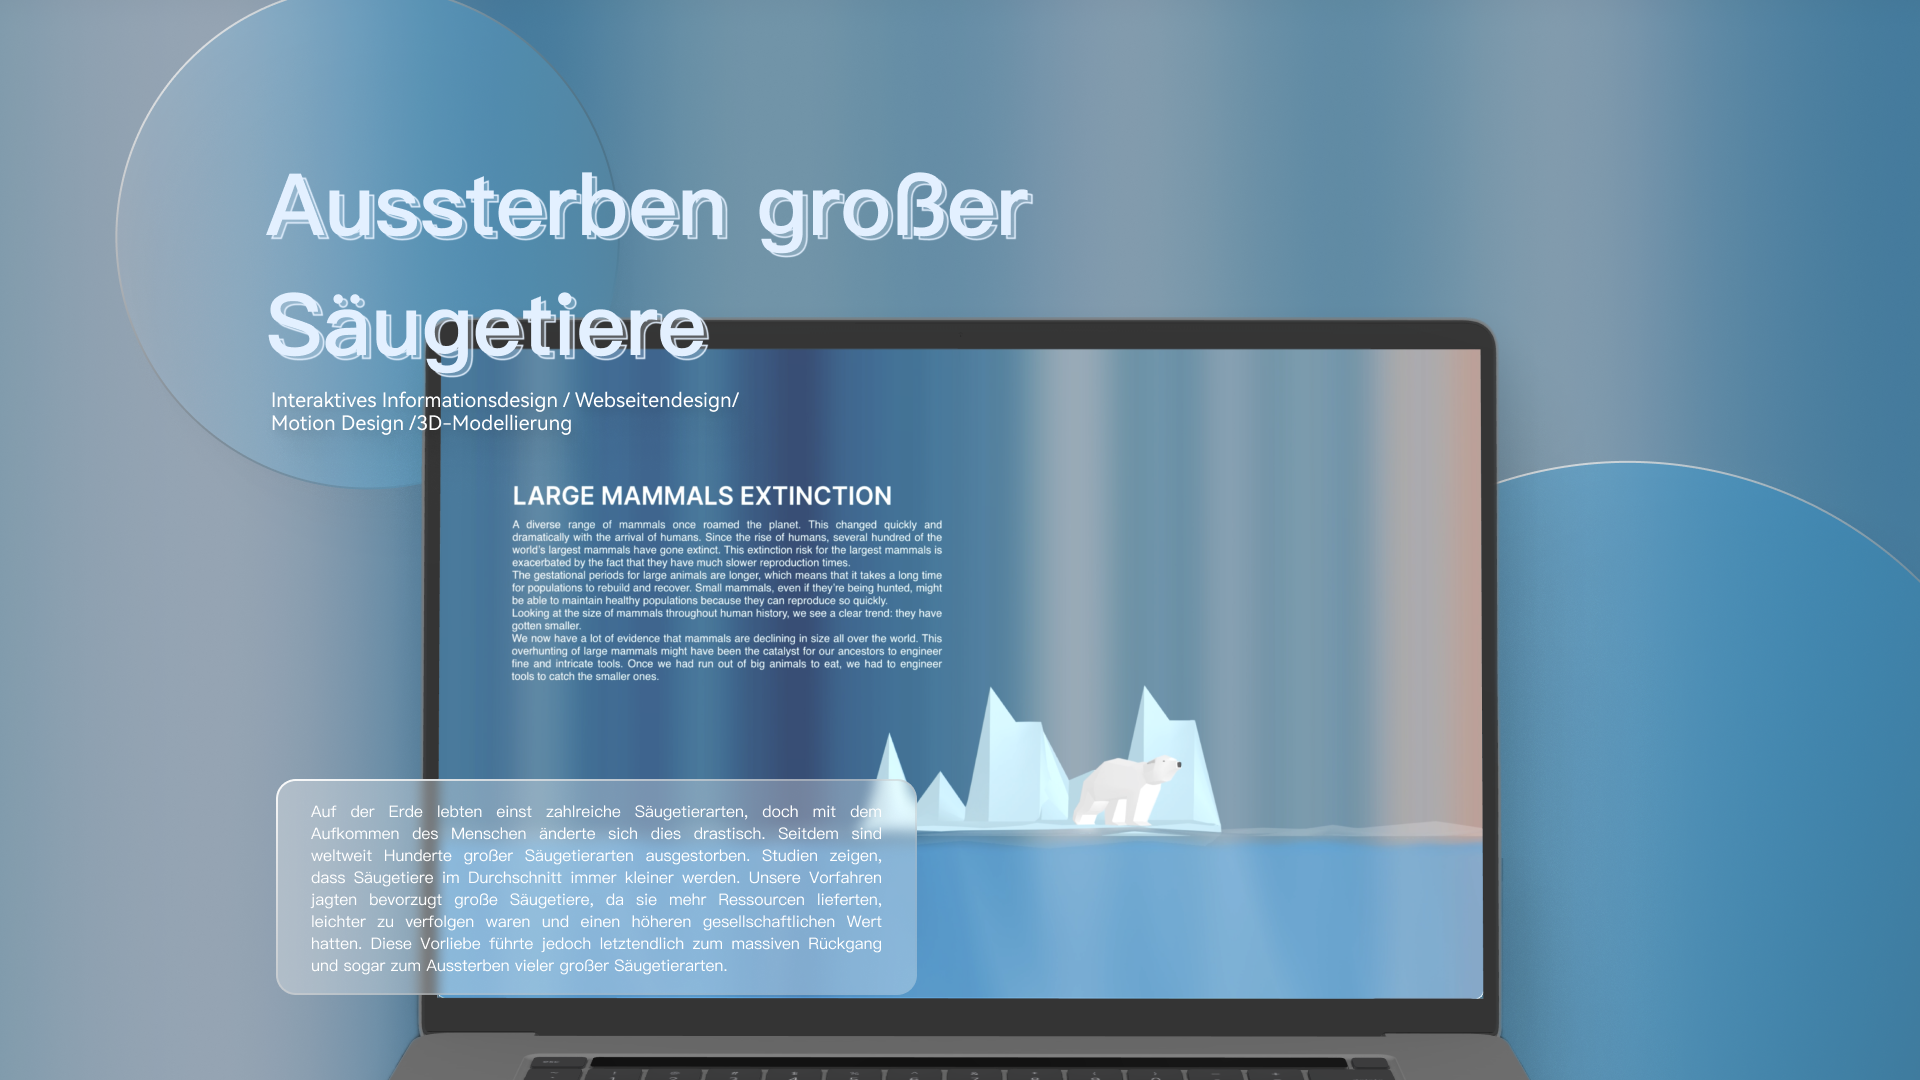 Aussterben großer
Säugetiere
Interaktives Informationsdesign / Webseitendesign/
Motion Design /3D-Modellierung
LARGE MAMMALS EXTINCTION
A diverse range of mammals once roamed the planet. This changed quickly and
dramatically with the arrival of humans. Since the rise of humans, several hundred of the
world's largest mammals have gone extinct. This extinction risk for the largest mammals is
exacerbated by the fact that they have much slower reproduction times.
The gestational periods for large animals are longer, which means that it takes a long time
for populations to rebuild and recover. Small mammals, even if they're being hunted, might
be able to maintain healthy populations because they can reproduce so quickly.
Looking at the size of mammals throughout human history, we see a clear trend: they have
gotten smaller.
We now have a lot of evidence that mammals are declining in size all over the world. This
overhunting of large mammals might have been the catalyst for our ancestors to engineer
fine and intricate tools. Once we had run out of big animals to eat, we had to engineer
tools to catch the smaller ones.
Auf der Erde lebten einst zahlreiche Säugetierarten, doch mit dem
Aufkommen des Menschen änderte sich dies drastisch. Seitdem sind
weltweit Hunderte großer Säugetierarten ausgestorben. Studien zeigen,
dass Säugetiere im Durchschnitt immer kleiner werden. Unsere Vorfahren
jagten bevorzugt große Säugetiere, da sie mehr Ressourcen lieferten,
leichter zu verfolgen waren und einen höheren gesellschaftlichen Wert
hatten. Diese Vorliebe führte jedoch letztendlich zum massiven Rückgang
und sogar zum Aussterben vieler großer Säugetierarten.